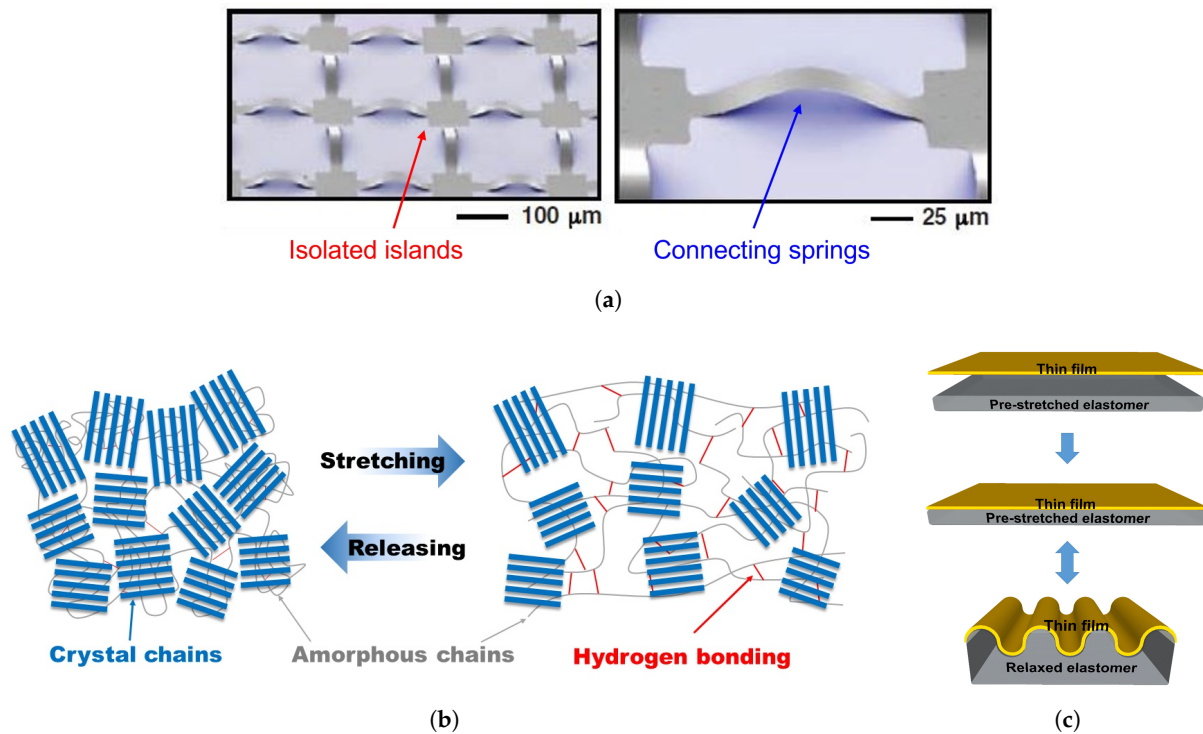 100 μm
25 μm
Isolated islands
Connecting springs
(a)
Stretching
Releasing
Crystal chains
Amorphous chains
Hydrogen bonding
(b)
Thin film
Pre-stretched elastomer
Thin film
Pre-stretched elastomer
Thin film
Relaxed elastomer
(c)